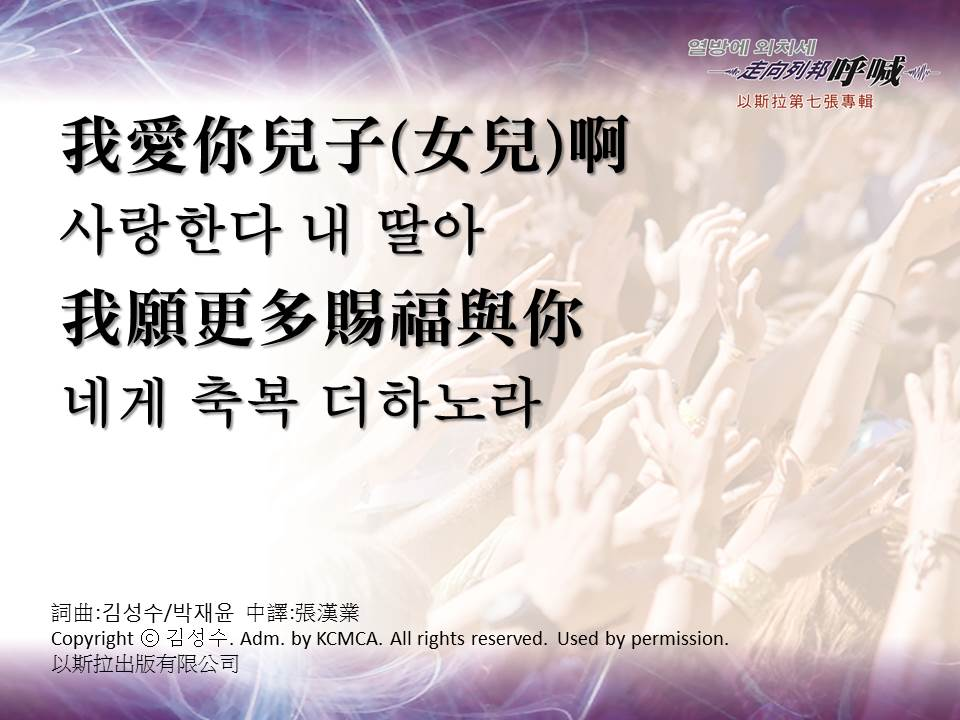 열방에 외치세
走向列邦呼喊
以斯拉第七張專輯
我愛你兒子(女兒)啊
사랑한다 내 딸아
我願更多賜福與你
네게 축복 더하노라
詞曲:김성수/박재윤 中譯:張漢業
Copyright ⓒ 김성수. Adm. by KCMCA. All rights reserved. Used by permission.
以斯拉出版有限公司